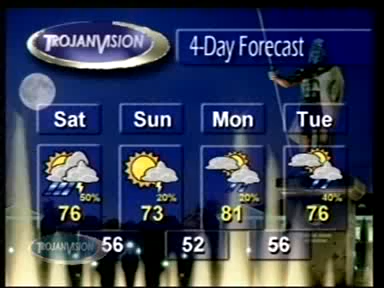 TROJANVISION
4-Day Forecast
Sat Sun Mon Tue
50% 20% 20% 40%
76 73 81 76
TROJANVISION
56 52 56